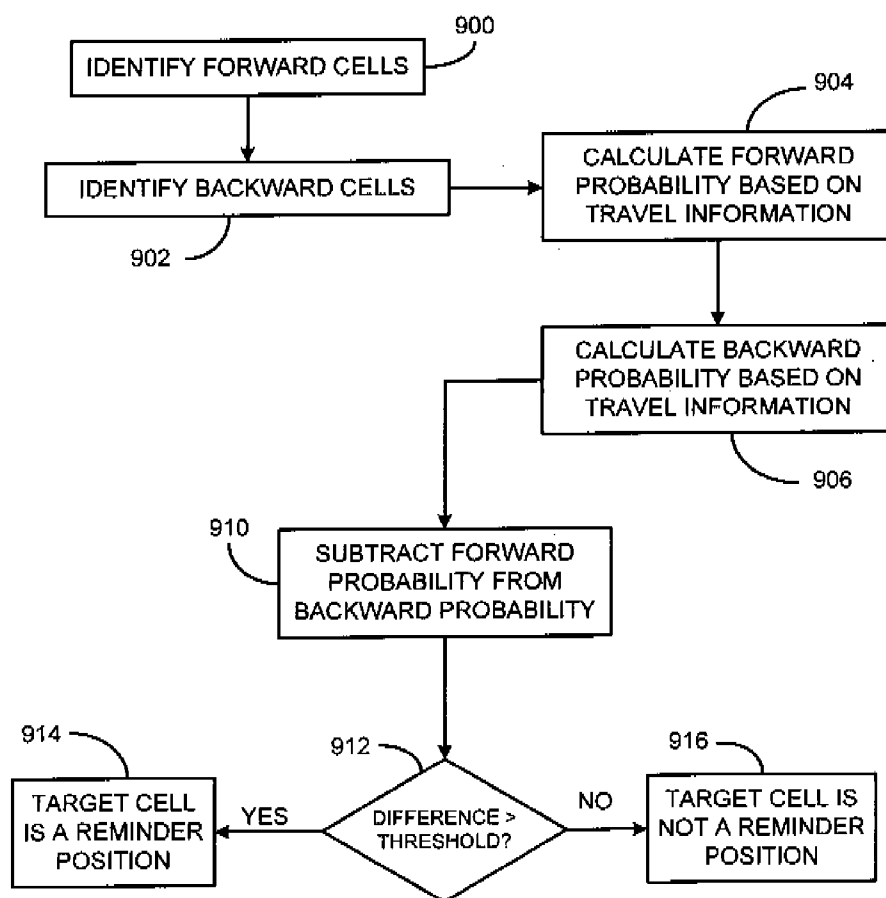 900
IDENTIFY FORWARD CELLS
904
IDENTIFY BACKWARD CELLS
902
CALCULATE FORWARD
PROBABILITY BASED ON
TRAVEL INFORMATION
CALCULATE BACKWARD
PROBABILITY BASED ON
TRAVEL INFORMATION
906
910
SUBTRACT FORWARD
PROBABILITY FROM
BACKWARD PROBABILITY
914
912
916
TARGET CELL
IS A REMINDER
POSITION
YES
DIFFERENCE >
THRESHOLD?
NO
TARGET CELL IS
NOT A REMINDER
POSITION